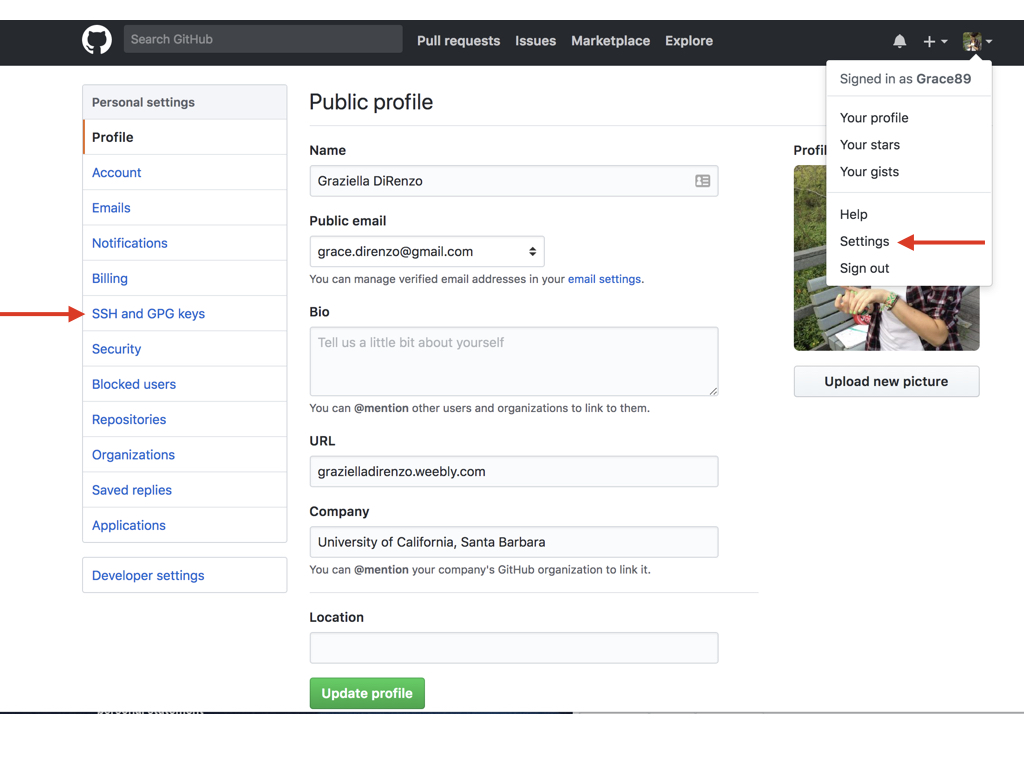 Search GitHub
Pull requests Issues Marketplace Explore
Signed in as Grace89
Your profile
Your stars
Your gists
Help
Settings
Sign out
Personal settings
Profile
Account
Emails
Notifications
Billing
SSH and GPG keys
Security
Blocked users
Repositories
Organizations
Saved replies
Applications
Developer settings
Public profile
Name
Graziella DiRenzo
Public email
grace.direnzo@gmail.com
You can manage verified email addresses in your email settings.
Bio
Tell us a little bit about yourself
You can @mention other users and organizations to link to them.
URL
grazielladirenzo.weebly.com
Company
University of California, Santa Barbara
You can @mention your company's GitHub organization to link it.
Location
Update profile
Upload new picture